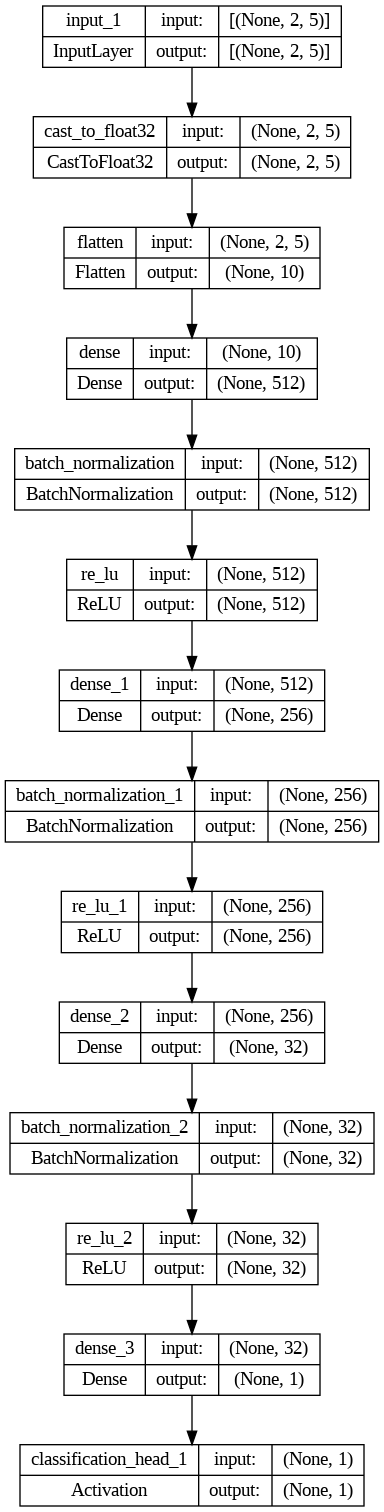 input_1 input: [(None, 2, 5)]
InputLayer output: [(None, 2, 5)]
cast_to_float32 input: (None, 2, 5)
CastToFloat32 output: (None, 2, 5)
flatten input: (None, 2, 5)
Flatten output: (None, 10)
dense input: (None, 10)
Dense output: (None, 512)
batch_normalization input: (None, 512)
BatchNormalization output: (None, 512)
re_lu input: (None, 512)
ReLU output: (None, 512)
dense_1 input: (None, 512)
Dense output: (None, 256)
batch_normalization_1 input: (None, 256)
BatchNormalization output: (None, 256)
re_lu_1 input: (None, 256)
ReLU output: (None, 256)
dense_2 input: (None, 256)
Dense output: (None, 32)
batch_normalization_2 input: (None, 32)
BatchNormalization output: (None, 32)
re_lu_2 input: (None, 32)
ReLU output: (None, 32)
dense_3 input: (None, 32)
Dense output: (None, 1)
classification_head_1 input: (None, 1)
Activation output: (None, 1)